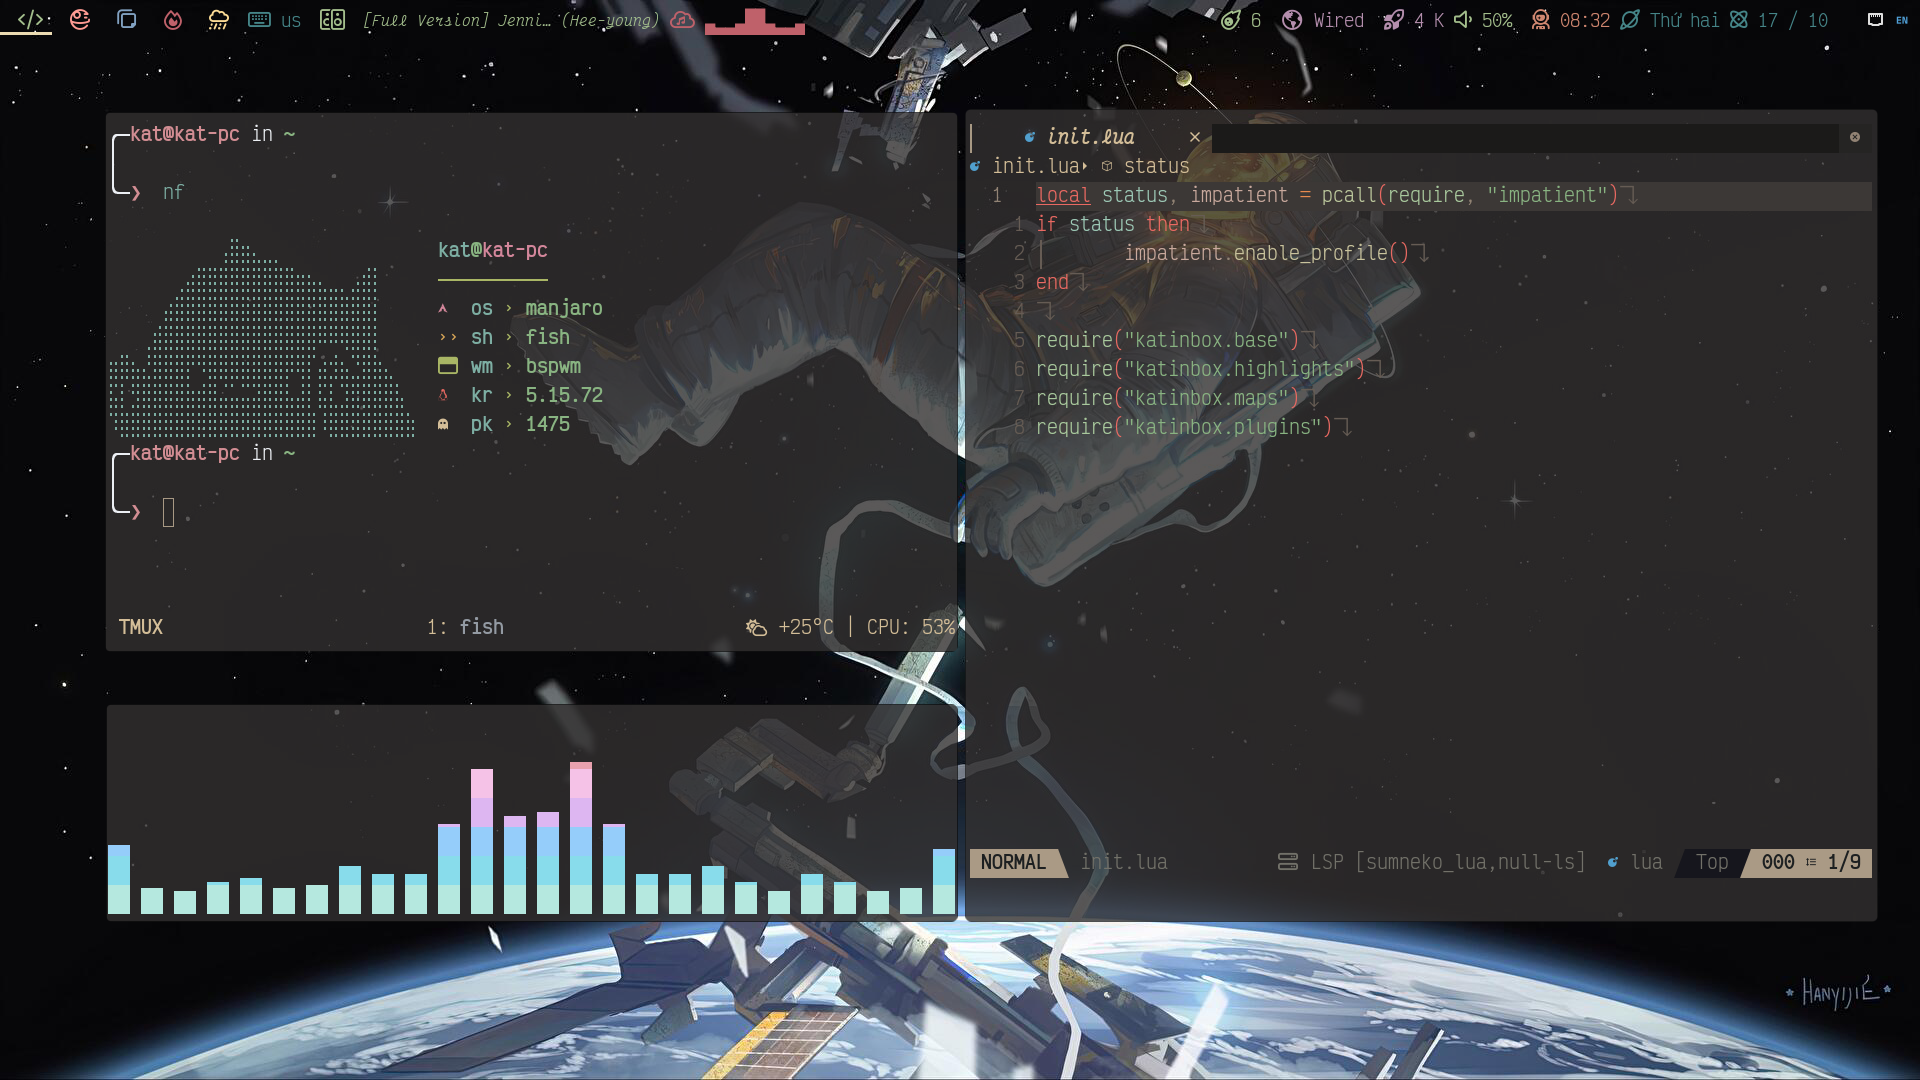 </> us [Full Version] Jenni… (Hee-young) 6 Wired 4 K 50% 08:32 Thứ hai 17 / 10 EN
kat@kat-pc in ~
❯ nf
kat@kat-pc
os › manjaro
sh › fish
wm › bspwm
kr › 5.15.72
pk › 1475
kat@kat-pc in ~
❯
TMUX 1: fish +25°C | CPU: 53%
init.lua ×
init.lua status
1 local status, impatient = pcall(require, "impatient")
1 if status then
2 impatient.enable_profile()
3 end
4
5 require("katinbox.base")
6 require("katinbox.highlights")
7 require("katinbox.maps")
8 require("katinbox.plugins")
NORMAL init.lua LSP [sumneko_lua,null-ls] lua Top 000 1/9
HANYIJIE